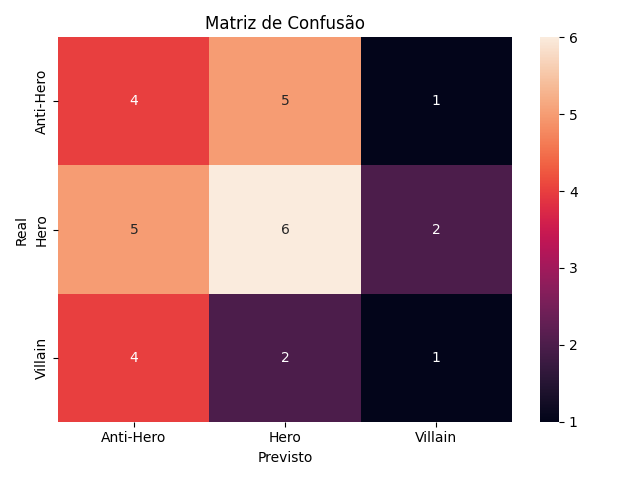 Matriz de Confusão
Real
Anti-Hero
4
5
1
Hero
5
6
2
Villain
4
2
1
Anti-Hero
Hero
Villain
Previsto
6
5
4
3
2
1